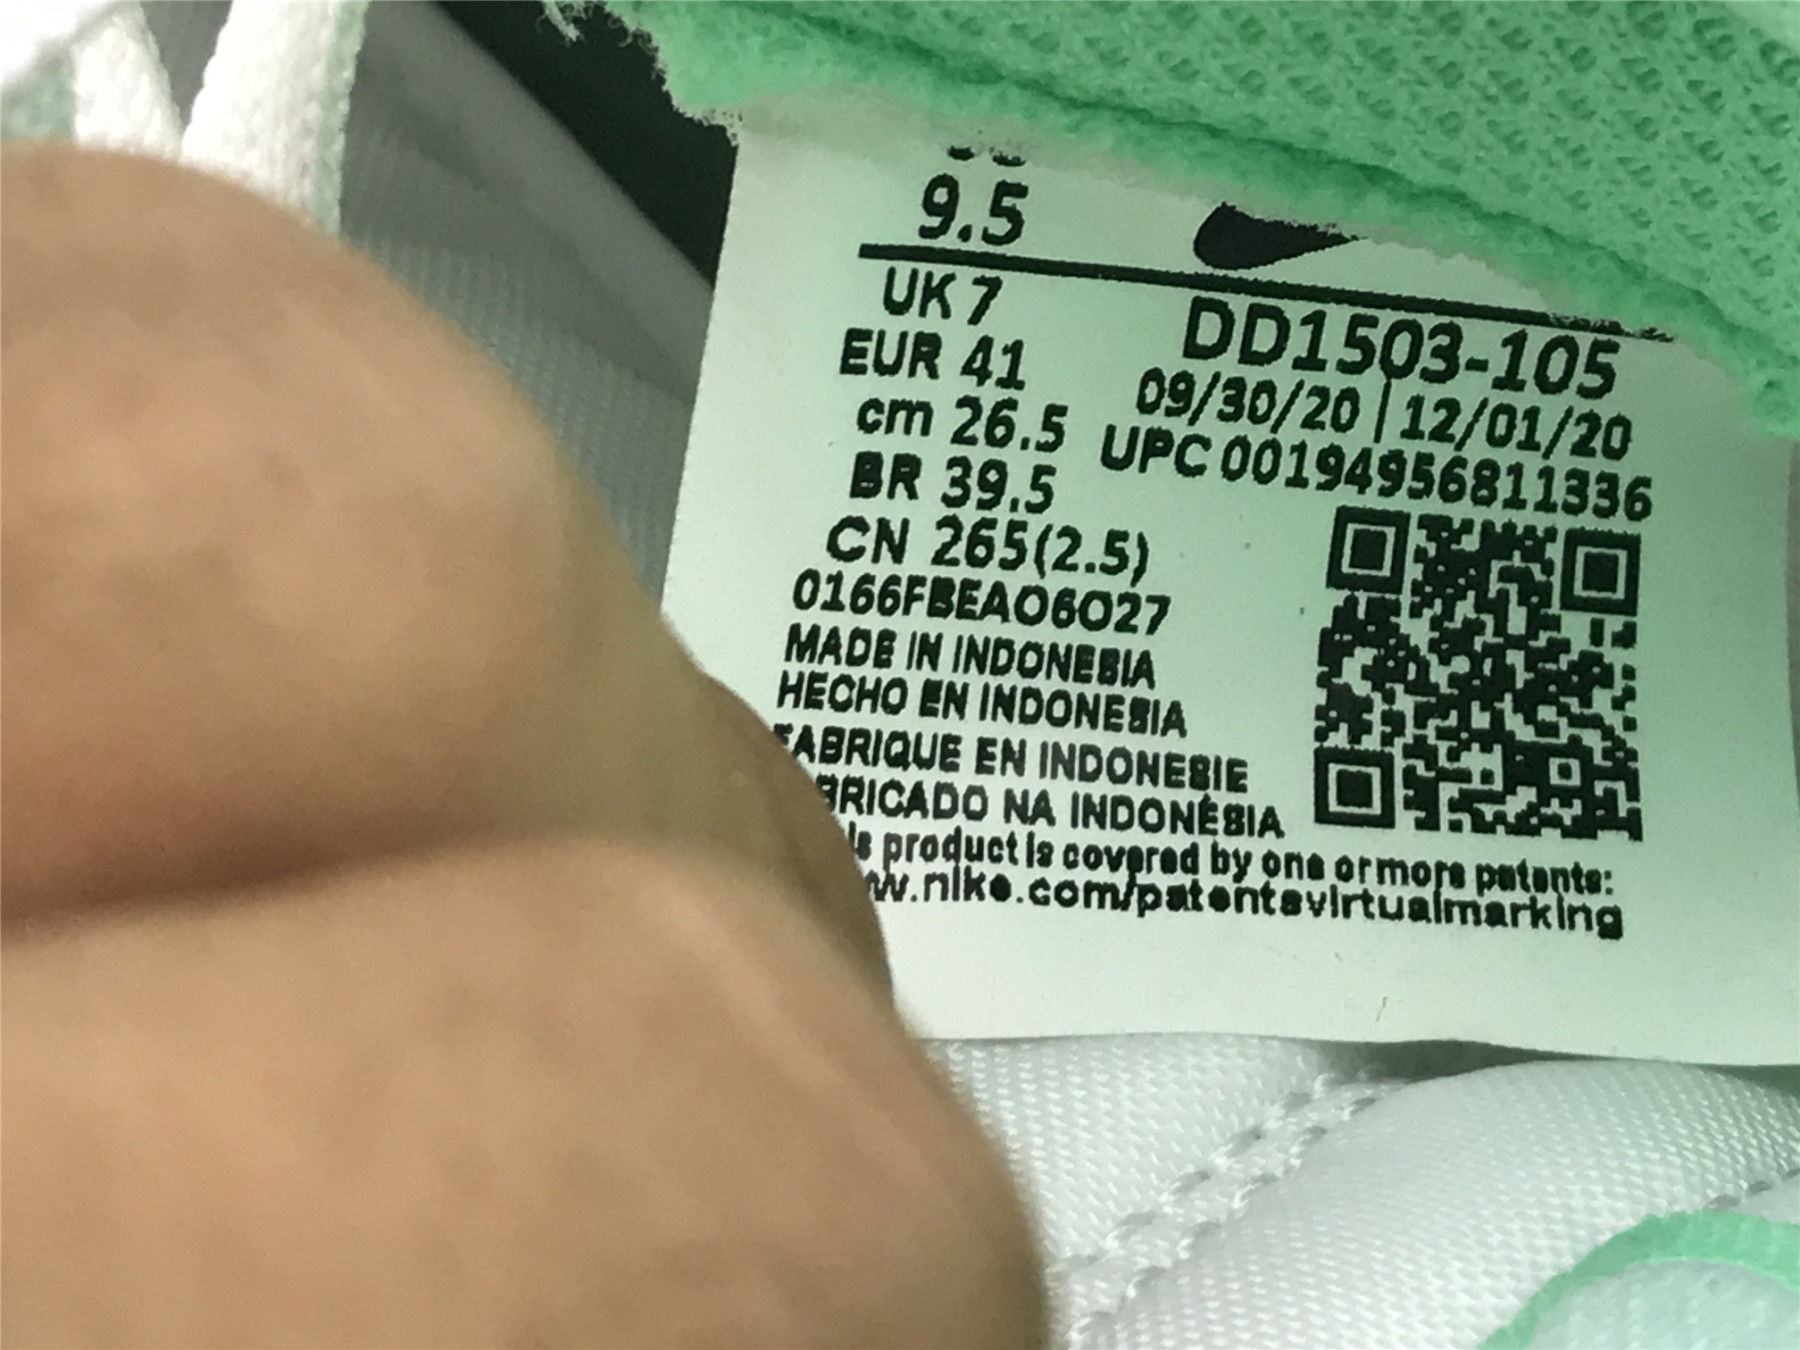 9.5
UK 7
EUR 41
cm 26.5
BR 39.5
CN 265(2.5)
0166FBEAO6O27
MADE IN INDONESIA
HECHO EN INDONESIA
FABRIQUE EN INDONESIE
BRICADO NA INDONÉSIA
product is covered by one or more patents:
w.nike.com/patentsvirtualmarking
DD1503-105
09/30/20 | 12/01/20
UPC 00194956811336